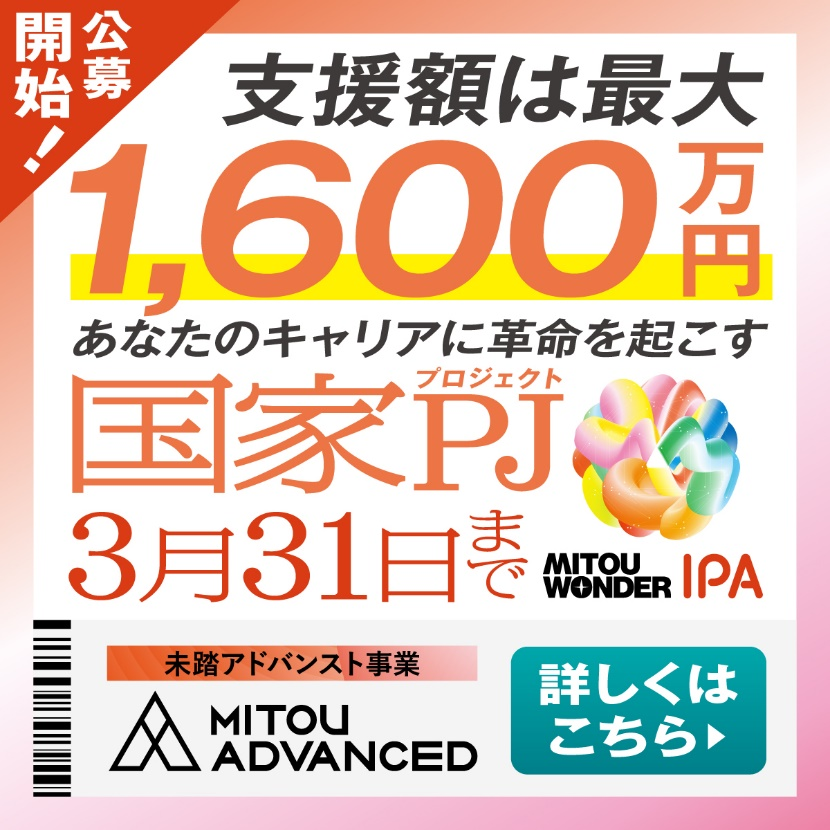 公募
開始!
支援額は最大
1,600万円
あなたのキャリアに革命を起こす
プロジェクト
国家PJ
3月31日まで
MITOU
WONDER
IPA
未踏アドバンスト事業
MITOU
ADVANCED
詳しくは
こちら